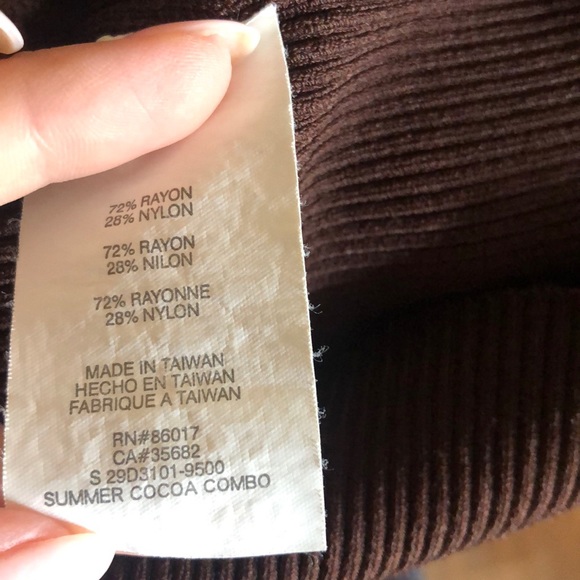 72% RAYON
28% NYLON
72% RAYON
28% NILON
72% RAYONNE
28% NYLON
MADE IN TAIWAN
HECHO EN TAIWAN
FABRIQUE A TAIWAN
RN#86017
CA#35682
S 29D3101-9500
SUMMER COCOA COMBO